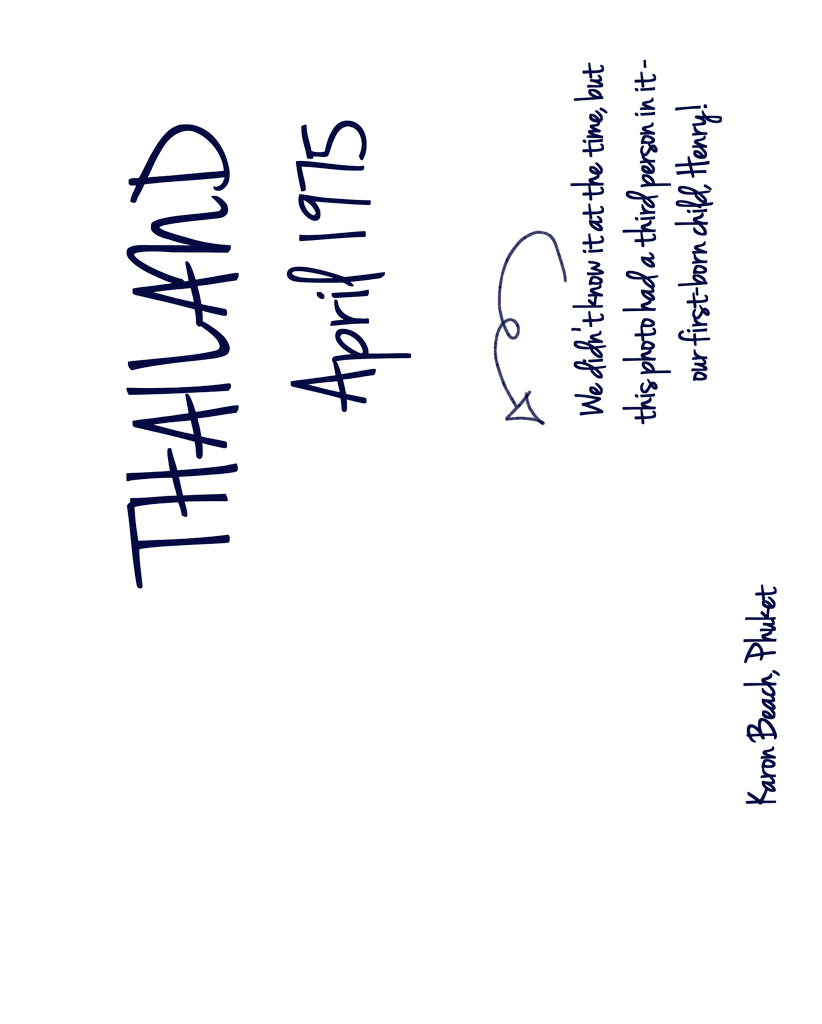 THAILAND
April 1975
We didn't know it at the time, but
this photo had a third person in it -
our first-born child, Henry!
Karon Beach, Phuket